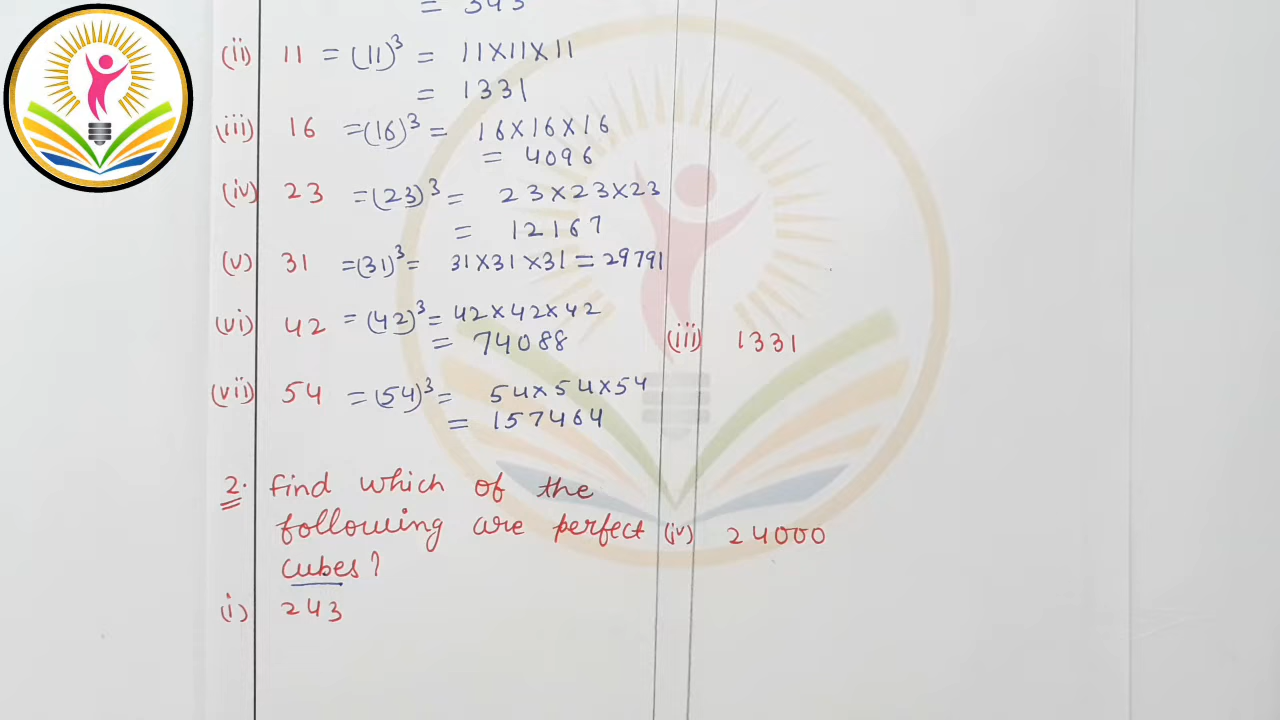 = 343
(ii) 11 = (11)³ = 11×11×11
= 1331
(iii) 16 =(16)³ = 16×16×16
= 4096
(iv) 23 =(23)³ = 23×23×23
= 12167
(v) 31 =(31)³= 31×31×31 = 29791
(vi) 42 = (42)³= 42×42×42
= 74088
(vii) 54 = (54)³= 54×54×54
= 157464
2. Find which of the
following are perfect
cubes?
(i) 243
(iii) 1331
(iv) 24000